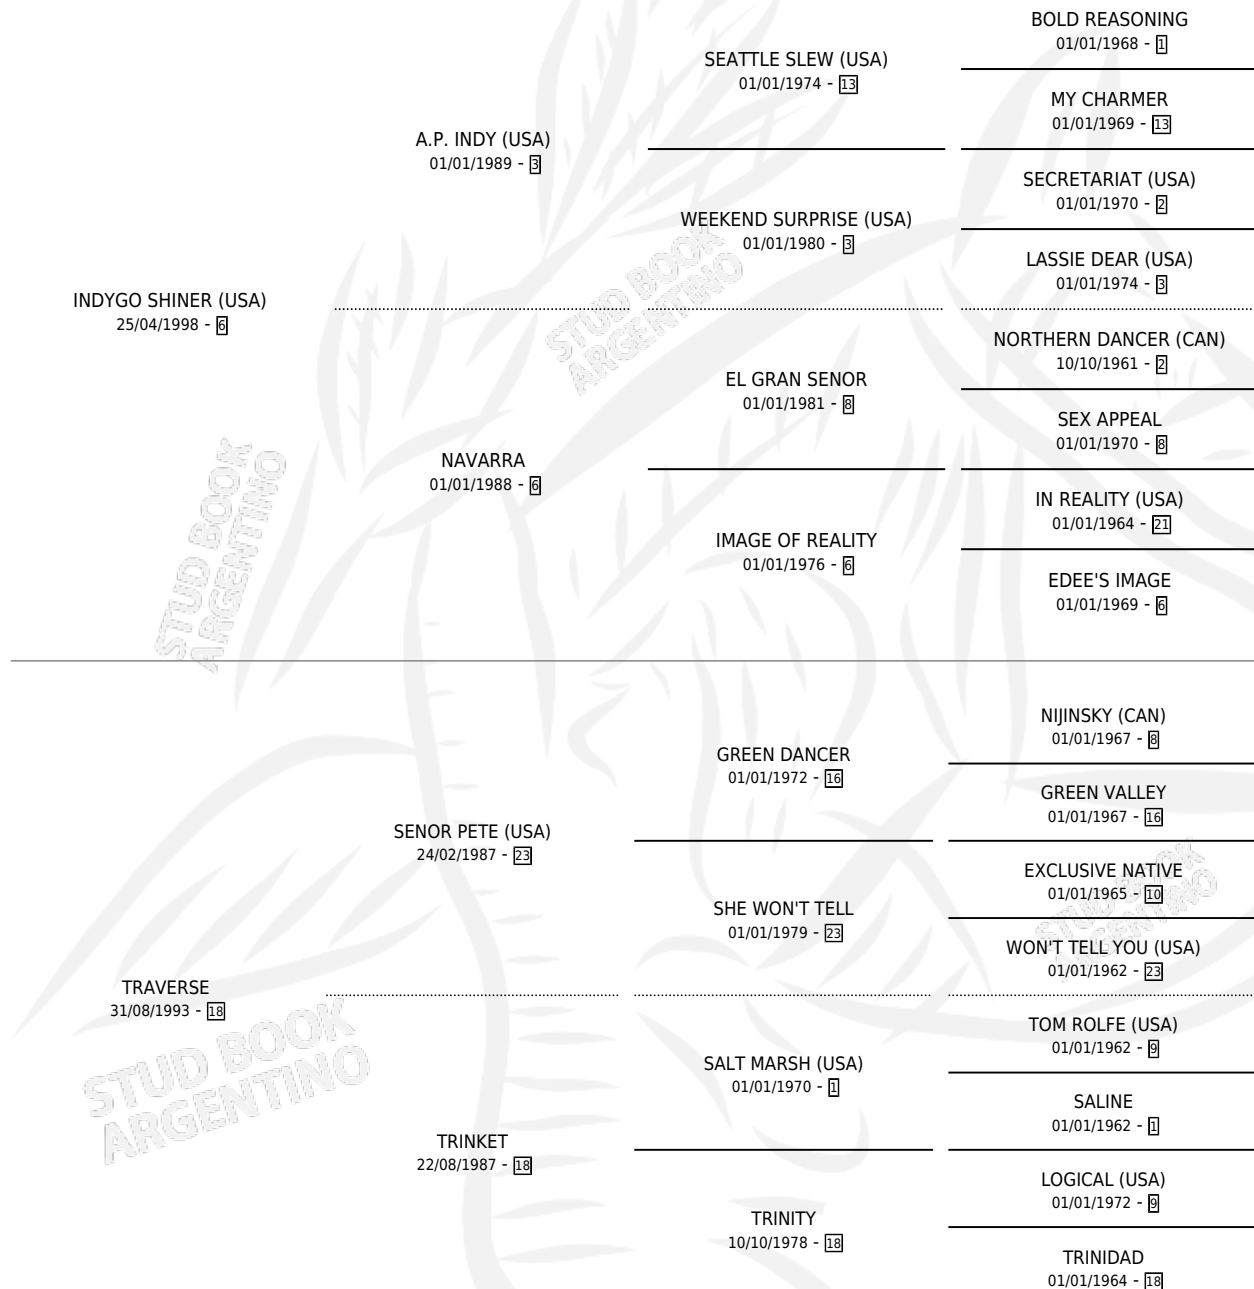 BOLD REASONING
01/01/1968 - 1
SEATTLE SLEW (USA)
01/01/1974 - 13
MY CHARMER
01/01/1969 - 13
A.P. INDY (USA)
01/01/1989 - 3
SECRETARIAT (USA)
01/01/1970 - 2
WEEKEND SURPRISE (USA)
01/01/1980 - 3
LASSIE DEAR (USA)
01/01/1974 - 3
INDYGO SHINER (USA)
25/04/1998 - 6
NORTHERN DANCER (CAN)
10/10/1961 - 2
EL GRAN SENOR
01/01/1981 - 8
SEX APPEAL
01/01/1970 - 8
NAVARRA
01/01/1988 - 6
IN REALITY (USA)
01/01/1964 - 21
IMAGE OF REALITY
01/01/1976 - 6
EDEE'S IMAGE
01/01/1969 - 6
NIJINSKY (CAN)
01/01/1967 - 8
GREEN DANCER
01/01/1972 - 16
GREEN VALLEY
01/01/1967 - 16
SENOR PETE (USA)
24/02/1987 - 23
EXCLUSIVE NATIVE
01/01/1965 - 10
SHE WON'T TELL
01/01/1979 - 23
WON'T TELL YOU (USA)
01/01/1962 - 23
TRAVERSE
31/08/1993 - 18
TOM ROLFE (USA)
01/01/1962 - 9
SALT MARSH (USA)
01/01/1970 - 1
SALINE
01/01/1962 - 1
TRINKET
22/08/1987 - 18
LOGICAL (USA)
01/01/1972 - 9
TRINITY
10/10/1978 - 18
TRINIDAD
01/01/1964 - 18
STUD BOOK
ARGENTINO
STUD BOOK
ARGENTINO
STUD BOOK
ARGENTINO
STUD BOOK
ARGENTINO